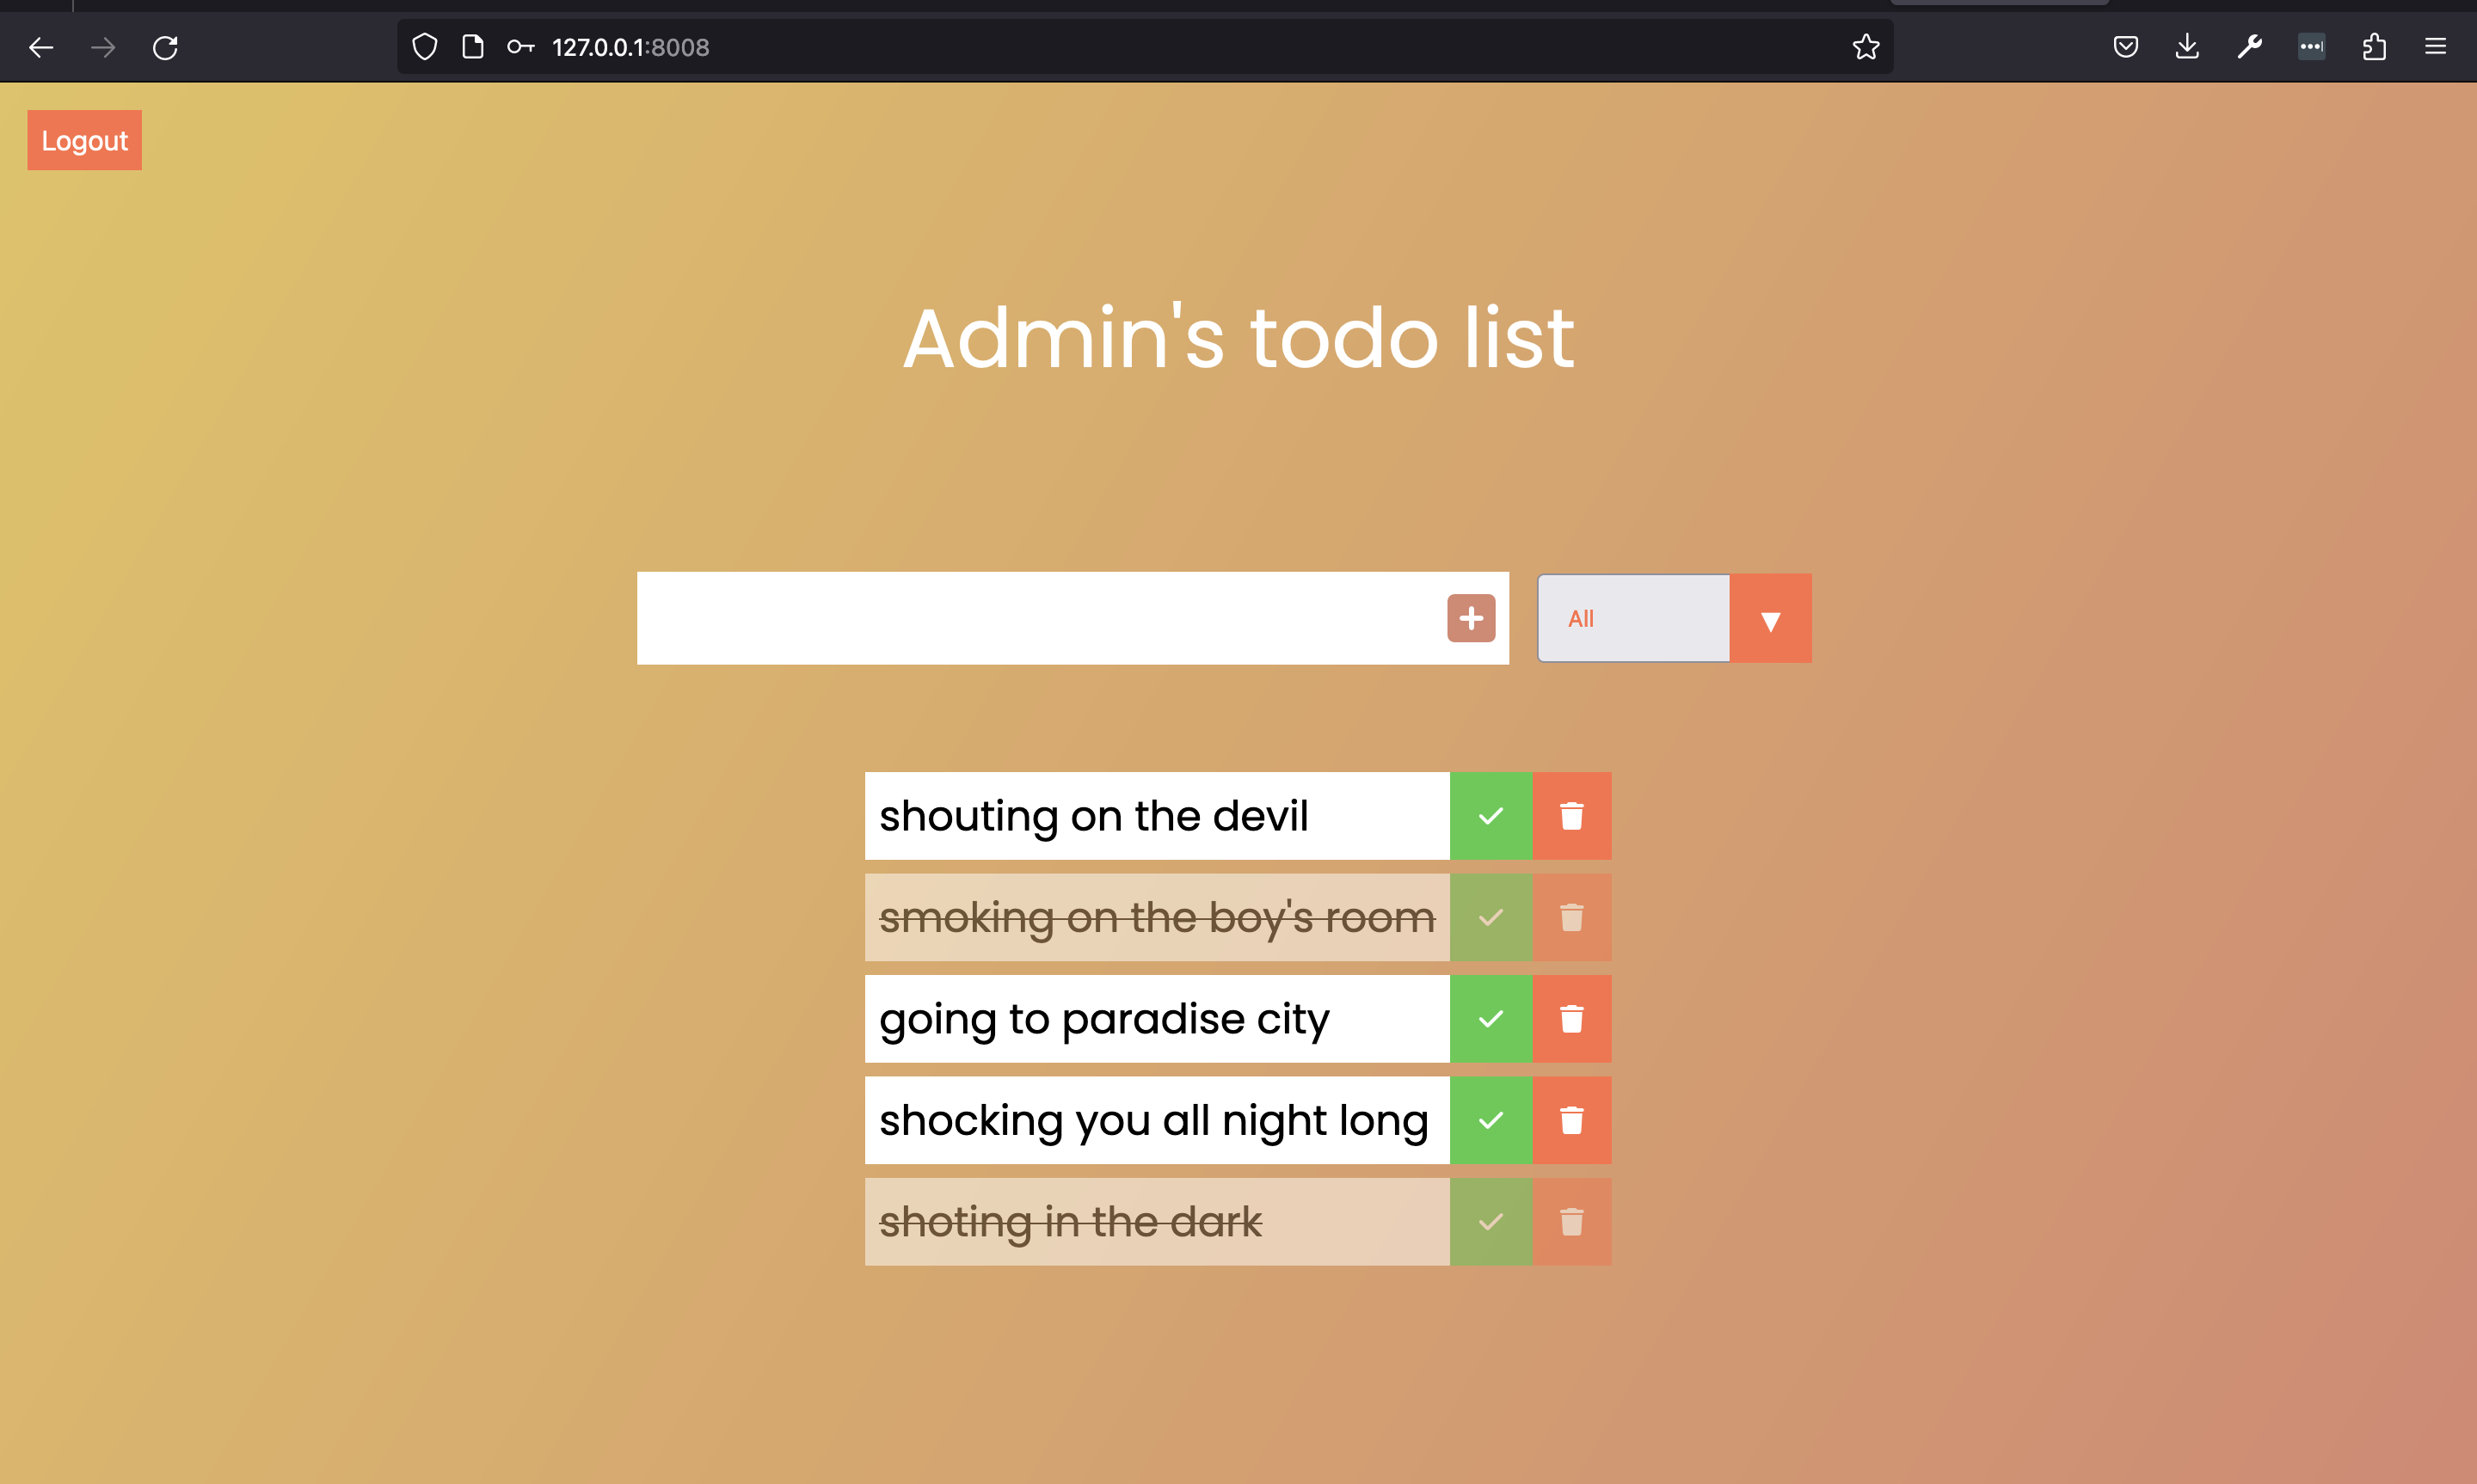 127.0.0.1:8008
Logout
Admin's todo list
All
shouting on the devil
smoking on the boy's room
going to paradise city
shocking you all night long
shoting in the dark